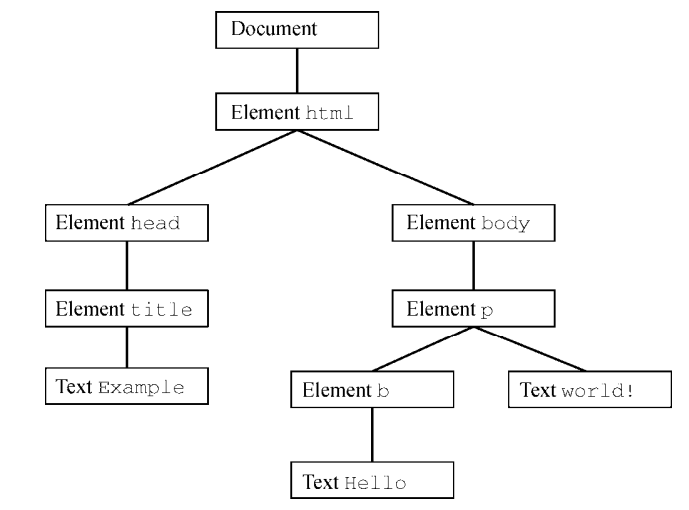 Document
Element html
Element head
Element body
Element title
Element p
Text Example
Element b
Text world!
Text Hello